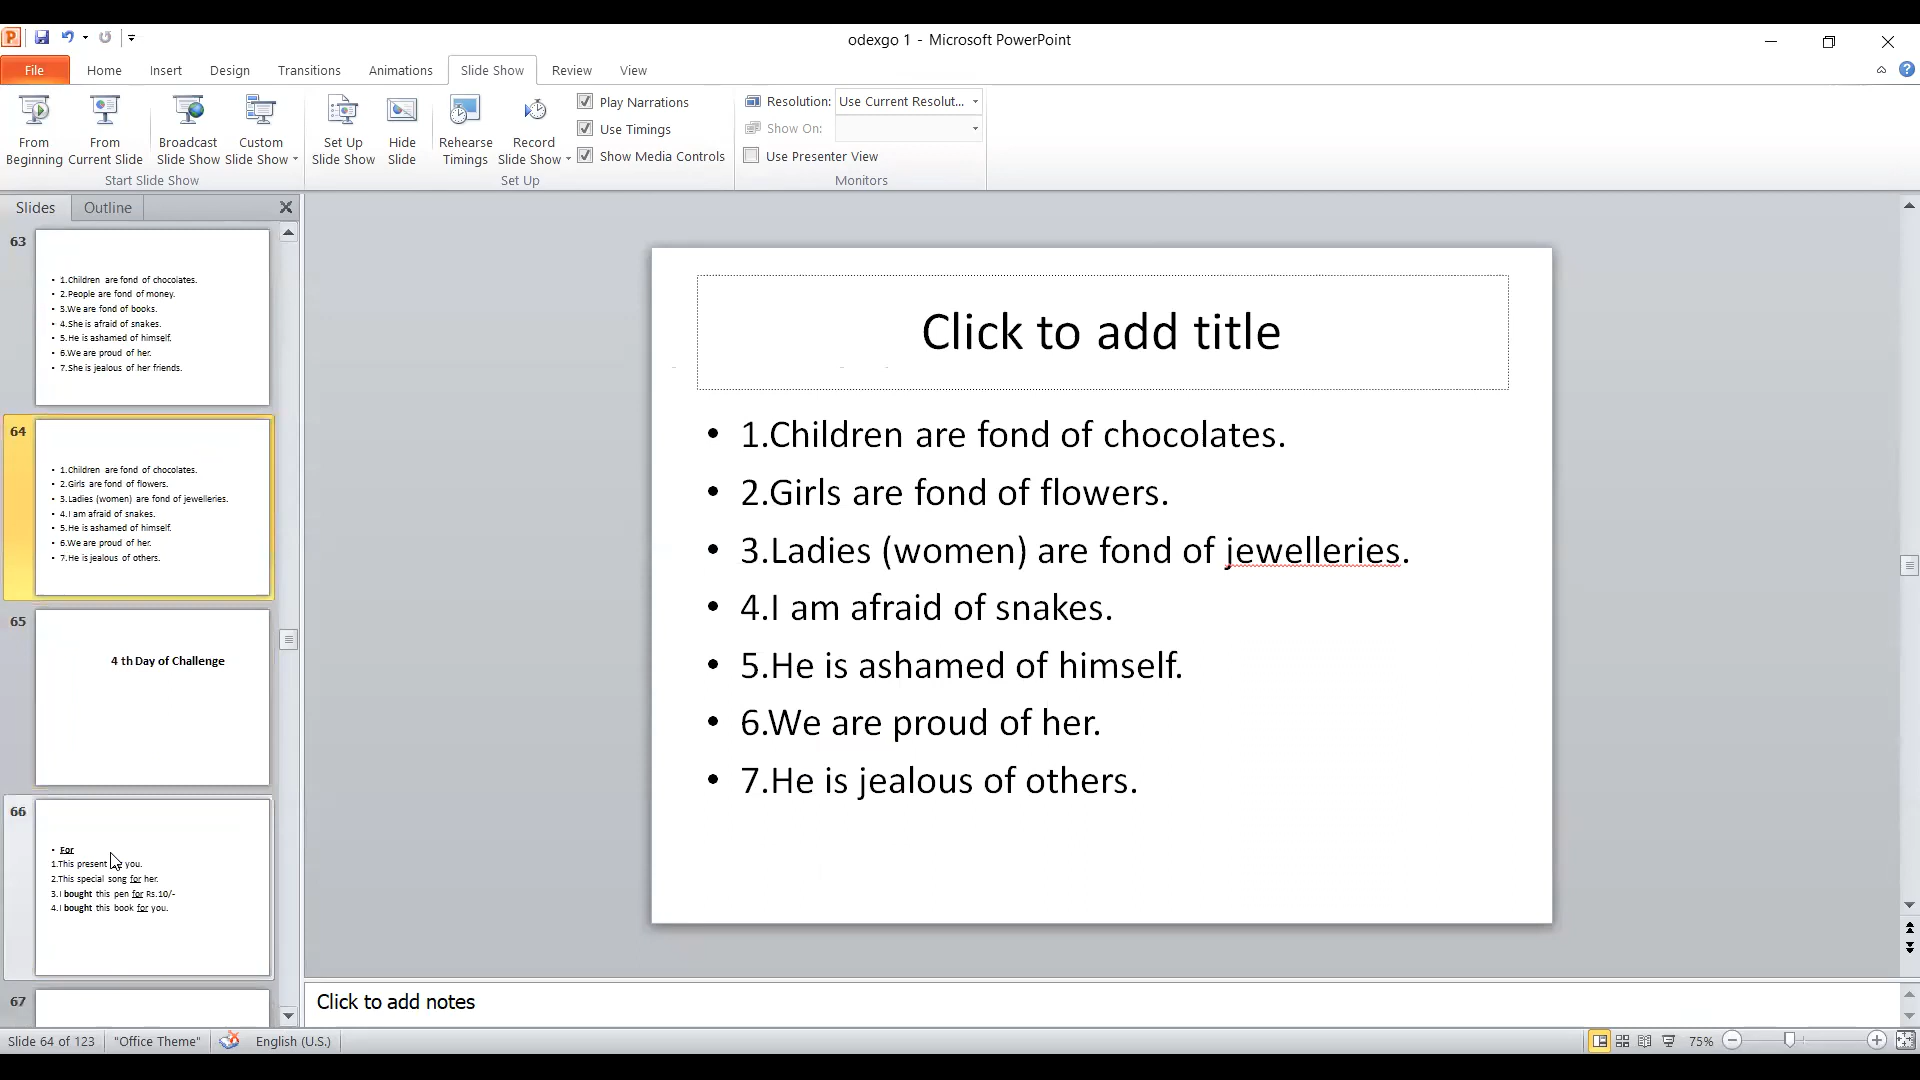 odexgo 1 - Microsoft PowerPoint
File Home Insert Design Transitions Animations Slide Show Review View
From Beginning
From Current Slide
Broadcast Slide Show
Custom Slide Show
Set Up Slide Show
Hide Slide
Rehearse Timings
Record Slide Show
Play Narrations
Use Timings
Show Media Controls
Resolution: Use Current Resolut...
Show On:
Use Presenter View
Start Slide Show
Set Up
Monitors
Slides Outline
63
• 1.Children are fond of chocolates.
• 2.People are fond of money.
• 3.We are fond of books.
• 4.She is afraid of snakes.
• 5.He is ashamed of himself.
• 6.We are proud of her.
• 7.She is jealous of her friends.
64
• 1.Children are fond of chocolates.
• 2.Girls are fond of flowers.
• 3.Ladies (women) are fond of jewelleries.
• 4.I am afraid of snakes.
• 5.He is ashamed of himself.
• 6.We are proud of her.
• 7.He is jealous of others.
65
4 th Day of Challenge
66
• For
1.This present you.
2.This special song for her.
3.I bought this pen for Rs.10/-
4.I bought this book for you.
67
Click to add title
• 1.Children are fond of chocolates.
• 2.Girls are fond of flowers.
• 3.Ladies (women) are fond of jewelleries.
• 4.I am afraid of snakes.
• 5.He is ashamed of himself.
• 6.We are proud of her.
• 7.He is jealous of others.
Click to add notes
Slide 64 of 123 "Office Theme" English (U.S.) 75%